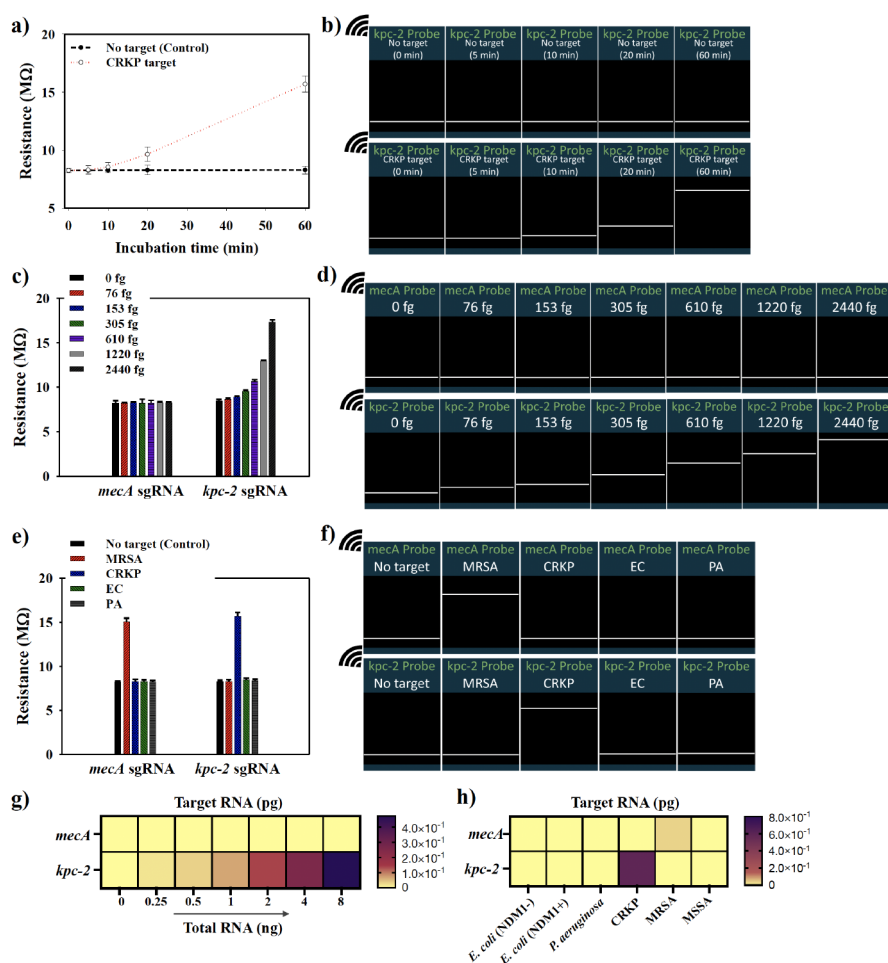 a)
20
15
10
5
Resistance (MΩ)
No target (Control)
CRKP target
0 10 20 60
Incubation time (min)
b)
kpc-2 Probe kpc-2 Probe kpc-2 Probe kpc-2 Probe kpc-2 Probe
No target No target No target No target No target
(0 min) (5 min) (10 min) (20 min) (60 min)
kpc-2 Probe kpc-2 Probe kpc-2 Probe kpc-2 Probe kpc-2 Probe
CRKP target CRKP target CRKP target CRKP target CRKP target
(0 min) (5 min) (10 min) (20 min) (60 min)
c)
0 fg
76 fg
153 fg
305 fg
610 fg
1220 fg
2440 fg
20
15
10
5
0
Resistance (MΩ)
mecA sgRNA kpc-2 sgRNA
d)
mecA Probe mecA Probe mecA Probe mecA Probe mecA Probe mecA Probe mecA Probe
0 fg 76 fg 153 fg 305 fg 610 fg 1220 fg 2440 fg
kpc-2 Probe kpc-2 Probe kpc-2 Probe kpc-2 Probe kpc-2 Probe kpc-2 Probe kpc-2 Probe
0 fg 76 fg 153 fg 305 fg 610 fg 1220 fg 2440 fg
e)
No target (Control)
MRSA
CRKP
EC
PA
20
15
10
5
0
Resistance (MΩ)
mecA sgRNA kpc-2 sgRNA
f)
mecA Probe mecA Probe mecA Probe mecA Probe mecA Probe
No target MRSA CRKP EC PA
kpc-2 Probe kpc-2 Probe kpc-2 Probe kpc-2 Probe kpc-2 Probe
No target MRSA CRKP EC PA
g)
Target RNA (pg)
mecA
kpc-2
0 0.25 0.5 1 2 4 8
Total RNA (ng)
4.0×10⁻¹
3.0×10⁻¹
2.0×10⁻¹
1.0×10⁻¹
0
h)
Target RNA (pg)
mecA
kpc-2
E. coli (NDM1-)
E. coli (NDM1+)
P. aeruginosa
CRKP
MRSA
MSSA
8.0×10⁻¹
6.0×10⁻¹
4.0×10⁻¹
2.0×10⁻¹
0